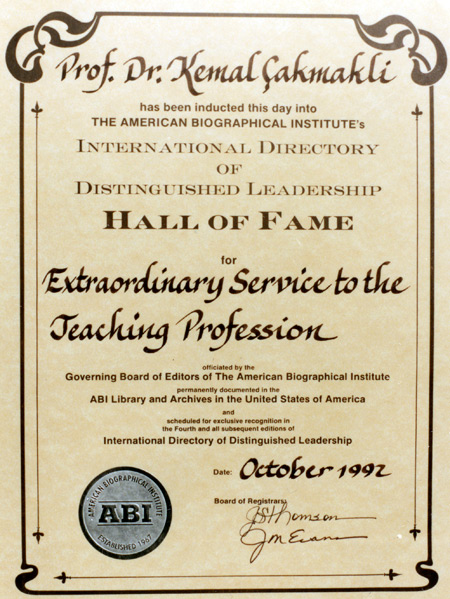 Prof. Dr. Kemal Çakmakli
has been inducted this day into
THE AMERICAN BIOGRAPHICAL INSTITUTE's
INTERNATIONAL DIRECTORY
OF
DISTINGUISHED LEADERSHIP
HALL OF FAME
for
Extraordinary Service to the
Teaching Profession
officiated by the
Governing Board of Editors of The American Biographical Institute
permanently documented in the
ABI Library and Archives in the United States of America
and
scheduled for exclusive recognition in
the Fourth and all subsequent editions of
International Directory of Distinguished Leadership
Date: October 1992
Board of Registrars:
JS Thomson
JM Evans
AMERICAN BIOGRAPHICAL INSTITUTE
ABI
ESTABLISHED 1967